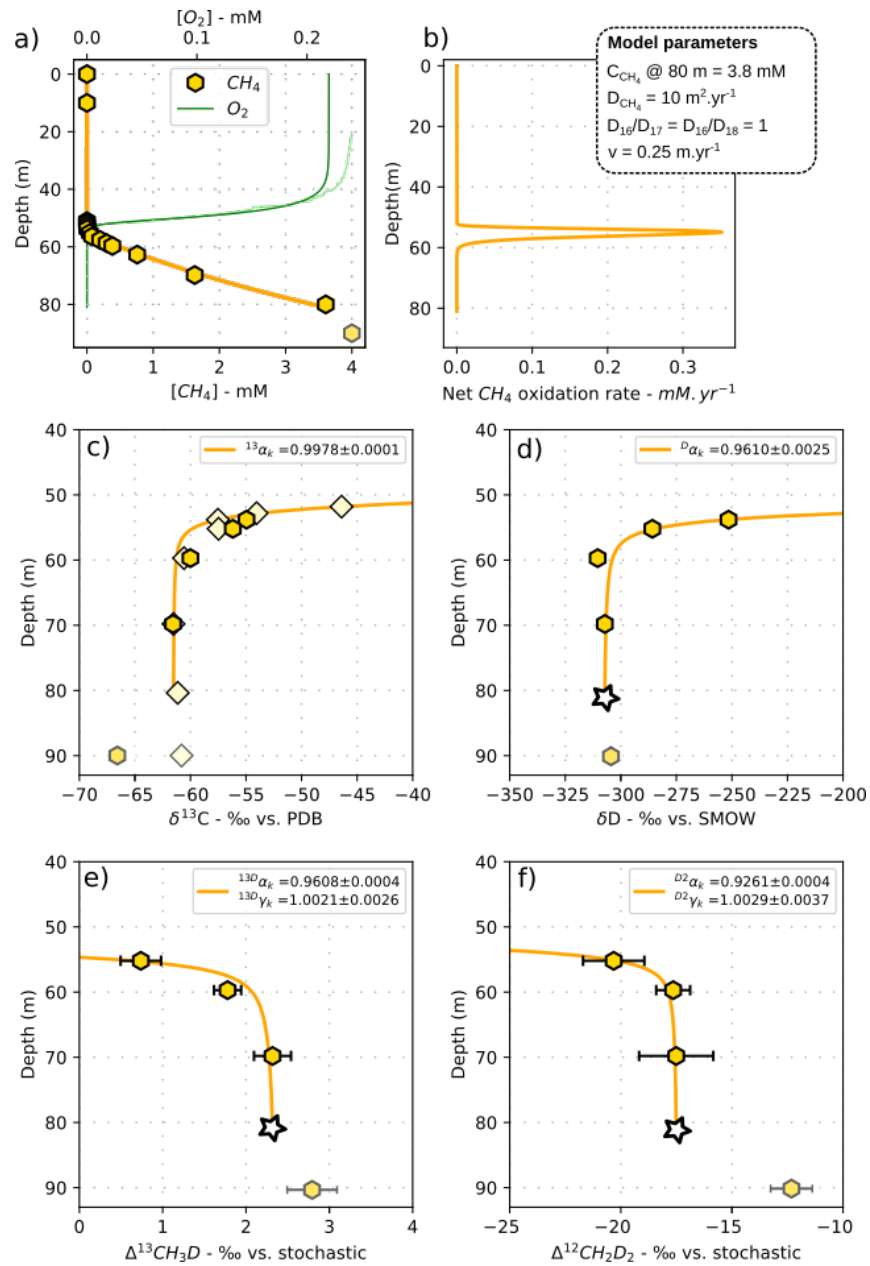 [O₂] - mM
0.0 0.1 0.2
a)
CH₄
O₂
0
20
40
60
80
Depth (m)
0 1 2 3 4
[CH₄] - mM
b)
Model parameters
C_CH₄ @ 80 m = 3.8 mM
D_CH₄ = 10 m².yr⁻¹
D₁₆/D₁₇ = D₁₆/D₁₈ = 1
v = 0.25 m.yr⁻¹
0
20
40
60
80
Depth(m)
0.0 0.1 0.2 0.3
Net CH₄ oxidation rate - mM.yr⁻¹
c)
¹³αₖ =0.9978±0.0001
40
50
60
70
80
90
Depth (m)
−70 −65 −60 −55 −50 −45 −40
δ¹³C - ‰ vs. PDB
d)
ᴰαₖ =0.9610±0.0025
40
50
60
70
80
90
Depth (m)
−350 −325 −300 −275 −250 −225 −200
δD - ‰ vs. SMOW
e)
¹³ᴰαₖ =0.9608±0.0004
¹³ᴰγₖ =1.0021±0.0026
40
50
60
70
80
90
Depth (m)
0 1 2 3 4
Δ¹³CH₃D - ‰ vs. stochastic
f)
ᴰ²αₖ =0.9261±0.0004
ᴰ²γₖ =1.0029±0.0037
40
50
60
70
80
90
Depth (m)
−25 −20 −15 −10
Δ¹²CH₂D₂ - ‰ vs. stochastic